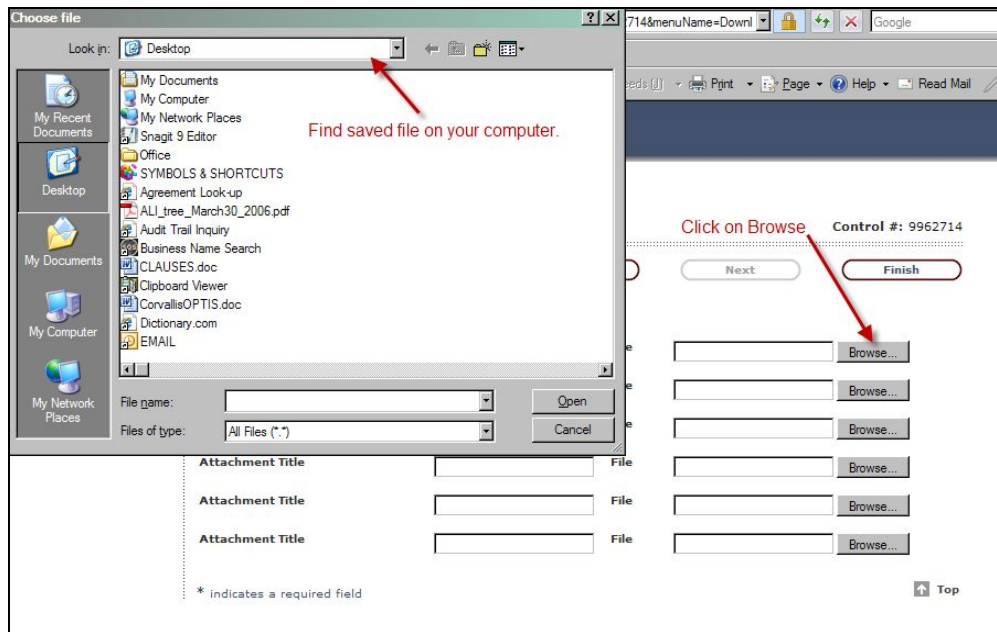 Choose file
Look in:
Desktop
My Recent
Documents
Desktop
My Documents
My Computer
My Network
Places
My Documents
My Computer
My Network Places
Snagit 9 Editor
Office
SYMBOLS & SHORTCUTS
Agreement Look-up
ALI_tree_March30_2006.pdf
Audit Trail Inquiry
Business Name Search
CLAUSES.doc
Clipboard Viewer
CorvallisOPTIS.doc
Dictionary.com
EMAIL
File name:
Open
Files of type:
All Files (*.*)
Cancel
Find saved file on your computer.
714&menuName=Downl
Google
eeds (J)
Print
Page
Help
Read Mail
Click on Browse
Control #: 9962714
Next
Finish
e
Browse...
e
Browse...
e
Browse...
Attachment Title
File
Browse...
Attachment Title
File
Browse...
Attachment Title
File
Browse...
* indicates a required field
Top